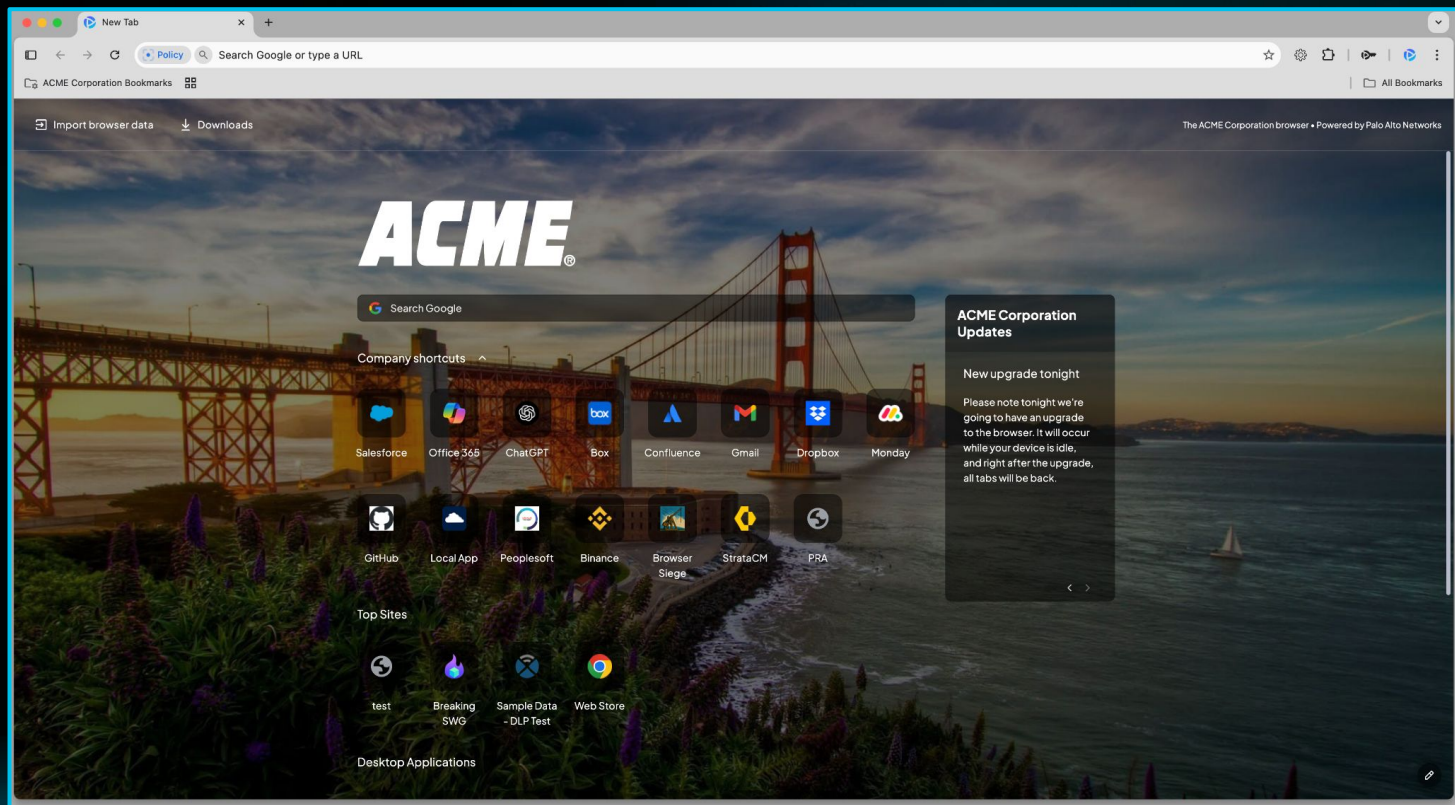 New Tab
Policy
Search Google or type a URL
ACME Corporation Bookmarks
All Bookmarks
Import browser data
Downloads
The ACME Corporation browser • Powered by Palo Alto Networks
ACME®
Search Google
ACME Corporation
Updates
New upgrade tonight
Please note tonight we're
going to have an upgrade
to the browser. It will occur
while your device is idle,
and right after the upgrade,
all tabs will be back.
Company shortcuts
box
Salesforce
Office 365
ChatGPT
Box
Confluence
Gmail
Dropbox
Monday
GitHub
Local App
Peoplesoft
Binance
Browser
Siege
StrataCM
PRA
Top Sites
test
Breaking
SWG
Sample Data
- DLP Test
Web Store
Desktop Applications